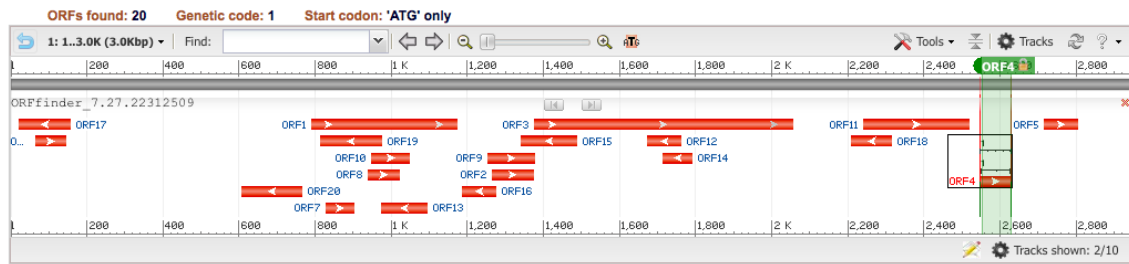 ORFs found: 20 Genetic code: 1 Start codon: 'ATG' only
1: 1..3.0K (3.0Kbp) Find: ATG Tools Tracks ?
1 200 400 600 800 1 K 1,200 1,400 1,600 1,800 2 K 2,200 2,400 ORF4 2,800
ORFfinder_7.27.22312509
ORF17 ORF1 ORF3 ORF11 ORF5
O... ORF19 ORF15 ORF12 ORF18 1
ORF10 ORF9 ORF14 1
ORF8 ORF2 ORF4
ORF20 ORF16
ORF7 ORF13
1 200 400 600 800 1 K 1,200 1,400 1,600 1,800 2 K 2,200 2,400 2,600 2,800
Tracks shown: 2/10